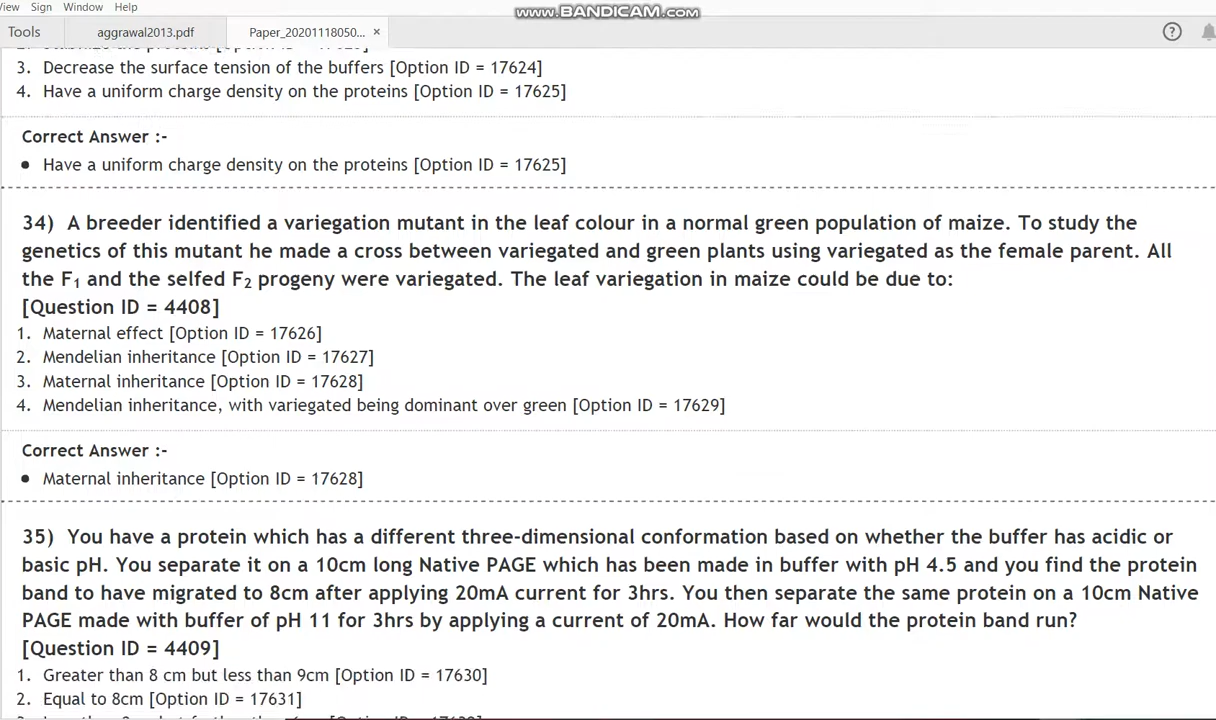 View Sign Window Help
www.BANDICAM.com
Tools aggrawal2013.pdf Paper_20201118050... ×
3. Decrease the surface tension of the buffers [Option ID = 17624]
4. Have a uniform charge density on the proteins [Option ID = 17625]
Correct Answer :-
• Have a uniform charge density on the proteins [Option ID = 17625]
34) A breeder identified a variegation mutant in the leaf colour in a normal green population of maize. To study the
genetics of this mutant he made a cross between variegated and green plants using variegated as the female parent. All
the F₁ and the selfed F₂ progeny were variegated. The leaf variegation in maize could be due to:
[Question ID = 4408]
1. Maternal effect [Option ID = 17626]
2. Mendelian inheritance [Option ID = 17627]
3. Maternal inheritance [Option ID = 17628]
4. Mendelian inheritance, with variegated being dominant over green [Option ID = 17629]
Correct Answer :-
• Maternal inheritance [Option ID = 17628]
35) You have a protein which has a different three-dimensional conformation based on whether the buffer has acidic or
basic pH. You separate it on a 10cm long Native PAGE which has been made in buffer with pH 4.5 and you find the protein
band to have migrated to 8cm after applying 20mA current for 3hrs. You then separate the same protein on a 10cm Native
PAGE made with buffer of pH 11 for 3hrs by applying a current of 20mA. How far would the protein band run?
[Question ID = 4409]
1. Greater than 8 cm but less than 9cm [Option ID = 17630]
2. Equal to 8cm [Option ID = 17631]